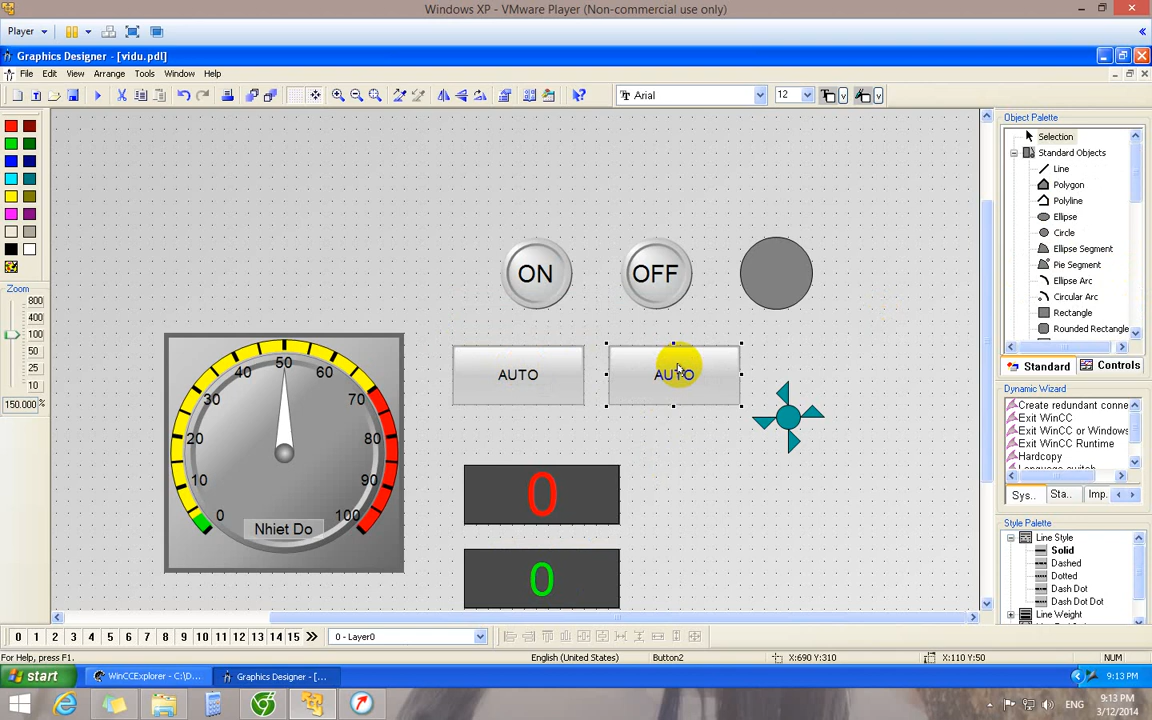 Windows XP - VMware Player (Non-commercial use only)
Player
Graphics Designer - [vidu.pdl]
File Edit View Arrange Tools Window Help
Arial 12
Object Palette
Selection
Standard Objects
Line
Polygon
Polyline
Ellipse
Circle
Ellipse Segment
Pie Segment
Ellipse Arc
Circular Arc
Rectangle
Rounded Rectangle
Standard Controls
Zoom
800
400
100
50
25
10
150.000 %
ON OFF
AUTO AUTO
0 10 20 30 40 50 60 70 80 90 100
Nhiet Do
0
0
Dynamic Wizard
Create redundant conne
Exit WinCC
Exit WinCC or Windows
Exit WinCC Runtime
Hardcopy
Language switch
Sys.. Sta.. Imp.
Style Palette
Line Style
Solid
Dashed
Dotted
Dash Dot
Dash Dot Dot
Line Weight
0 1 2 3 4 5 6 7 8 9 10 11 12 13 14 15 0 - Layer0
For Help, press F1. English (United States) Button2 X:690 Y:310 X:110 Y:50 NUM
start WinCCExplorer - C:\D... Graphics Designer - [... 9:13 PM
ENG 9:13 PM
3/12/2014